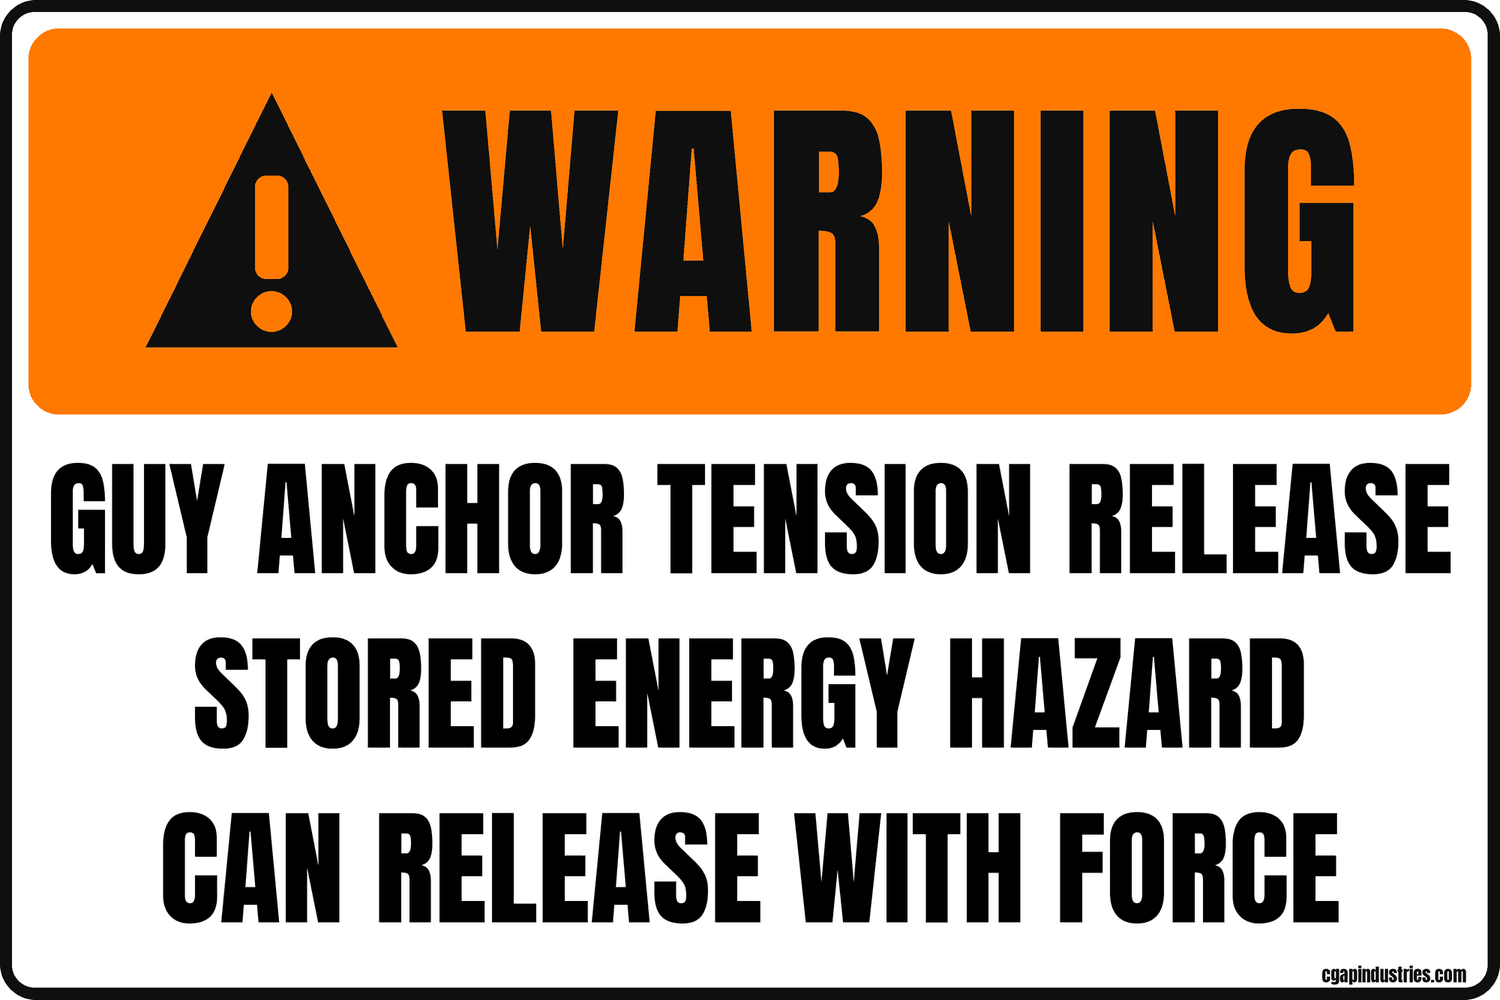 WARNING
GUY ANCHOR TENSION RELEASE
STORED ENERGY HAZARD
CAN RELEASE WITH FORCE
cgapindustries.com